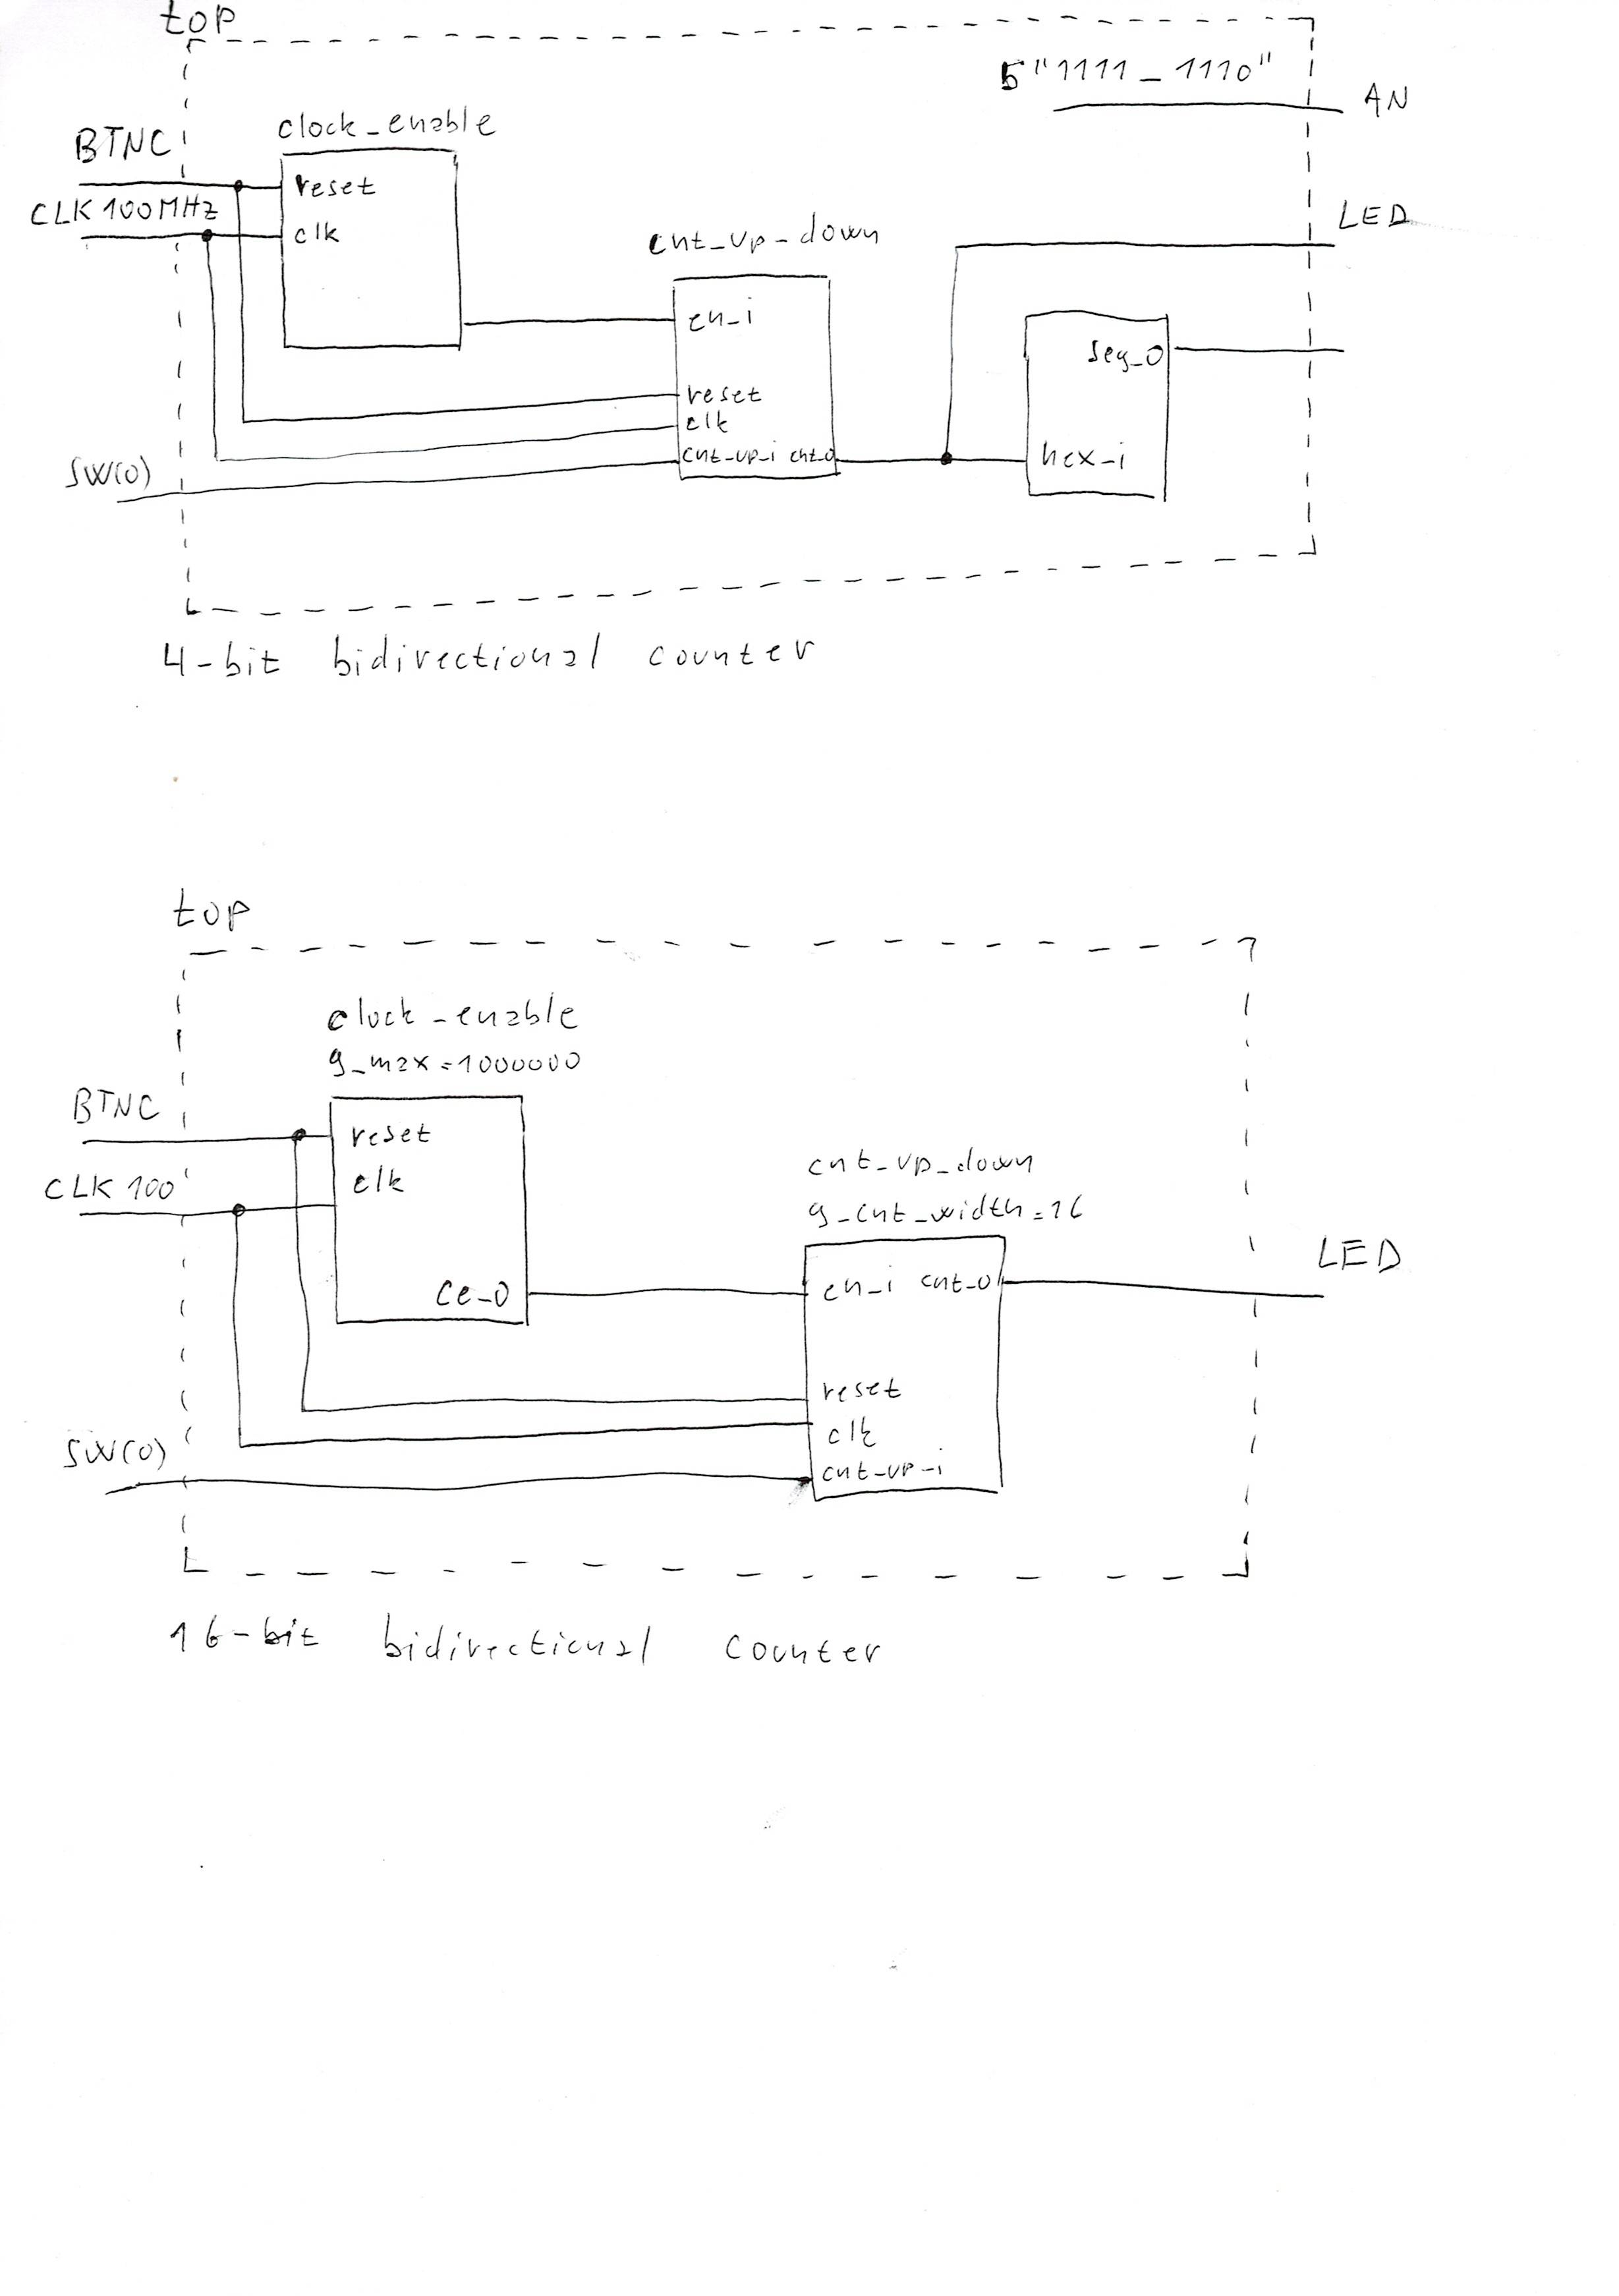 top
5"1111_1110"
AN
clock_enable
BTNC
reset
CLK 100MHz
clk
LED
cnt_up_down
en_i
seg_o
reset
clk
SW(0)
cnt_up_i cnt_o
hex_i
4-bit bidirectional counter
top
clock_enable
g_max=1000000
BTNC
reset
CLK 100
clk
cnt_up_down
g_cnt_width=16
LED
ce_o
en_i cnt_o
reset
clk
SW(0)
cnt_up_i
16-bit bidirectional counter